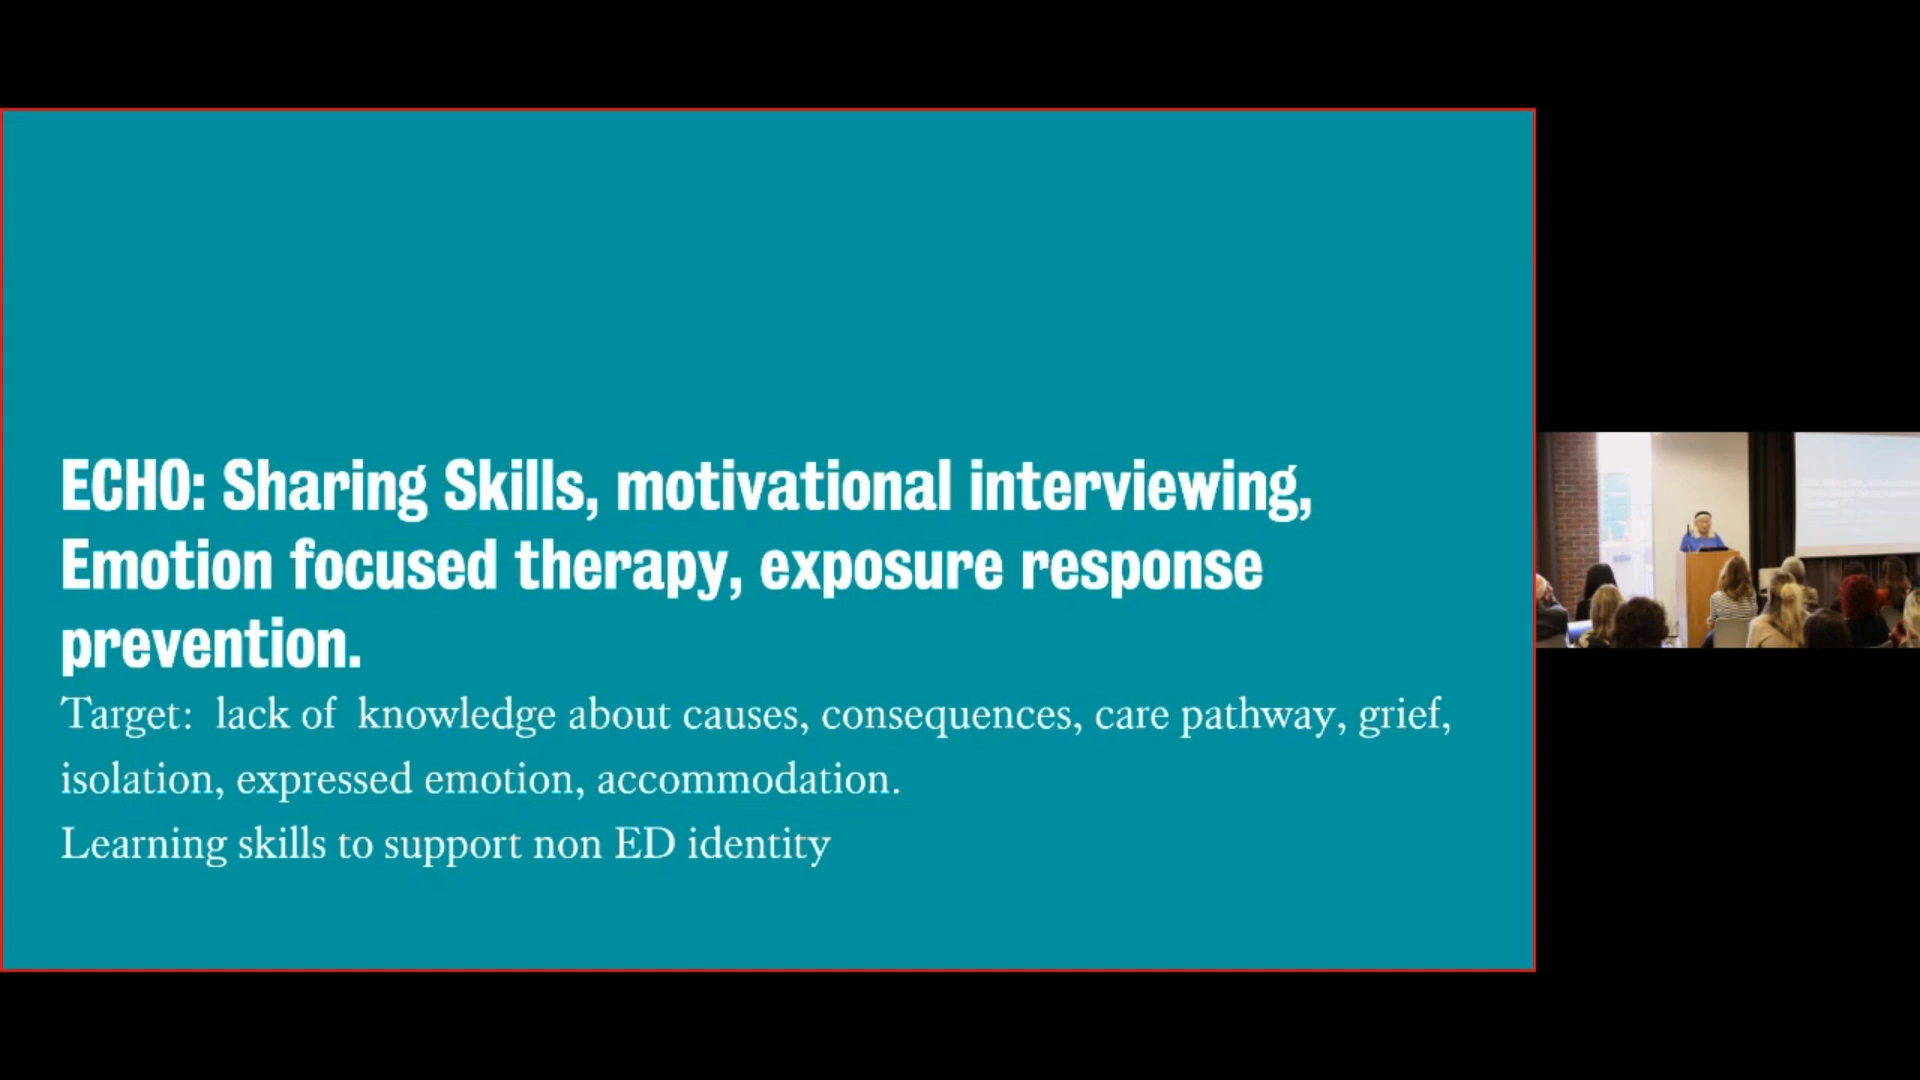 ECHO: Sharing Skills, motivational interviewing,
Emotion focused therapy, exposure response
prevention.
Target:  lack of  knowledge about causes, consequences, care pathway, grief,
isolation, expressed emotion, accommodation.
Learning skills to support non ED identity